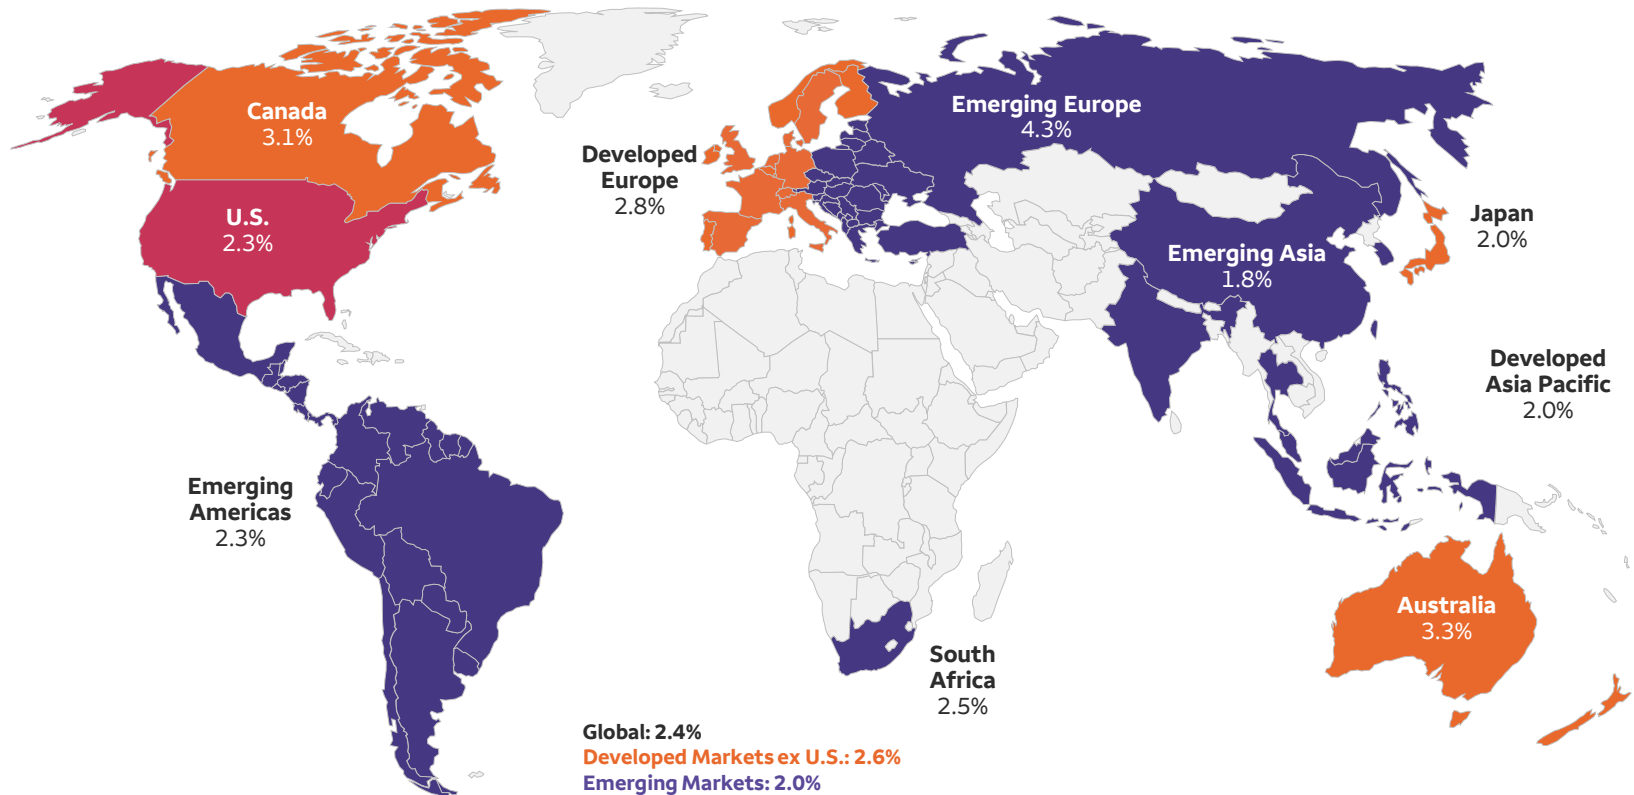 Canada
3.1%
U.S.
2.3%
Emerging
Americas
2.3%
Developed
Europe
2.8%
Emerging Europe
4.3%
Emerging Asia
1.8%
Japan
2.0%
Developed
Asia Pacific
2.0%
Australia
3.3%
South
Africa
2.5%
Global: 2.4%
Developed Markets ex U.S.: 2.6%
Emerging Markets: 2.0%